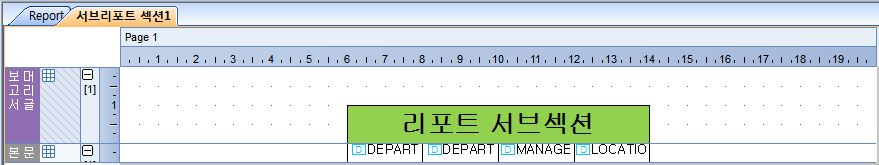 Report 서브리포트 섹션1
Page 1
1 2 3 4 5 6 7 8 9 10 11 12 13 14 15 16 17 18 19
보고서 머리글
[1]
1
리포트 서브섹션
본문
D DEPART D DEPART D MANAGE D LOCATIO